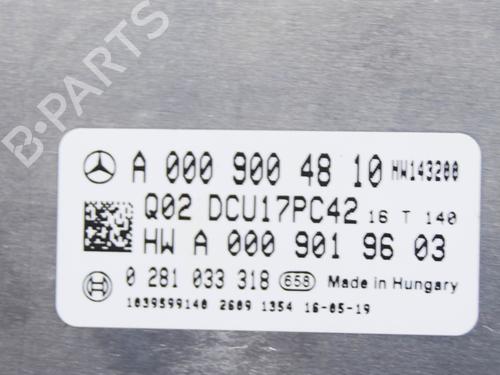 B-PARTS
A 000 900 48 10 HW143200
Q02 DCU17PC42 16 T 140
HW A 000 901 96 03
0 281 033 318 658 Made in Hungary
1039S99140 2609 1354 16-05-19